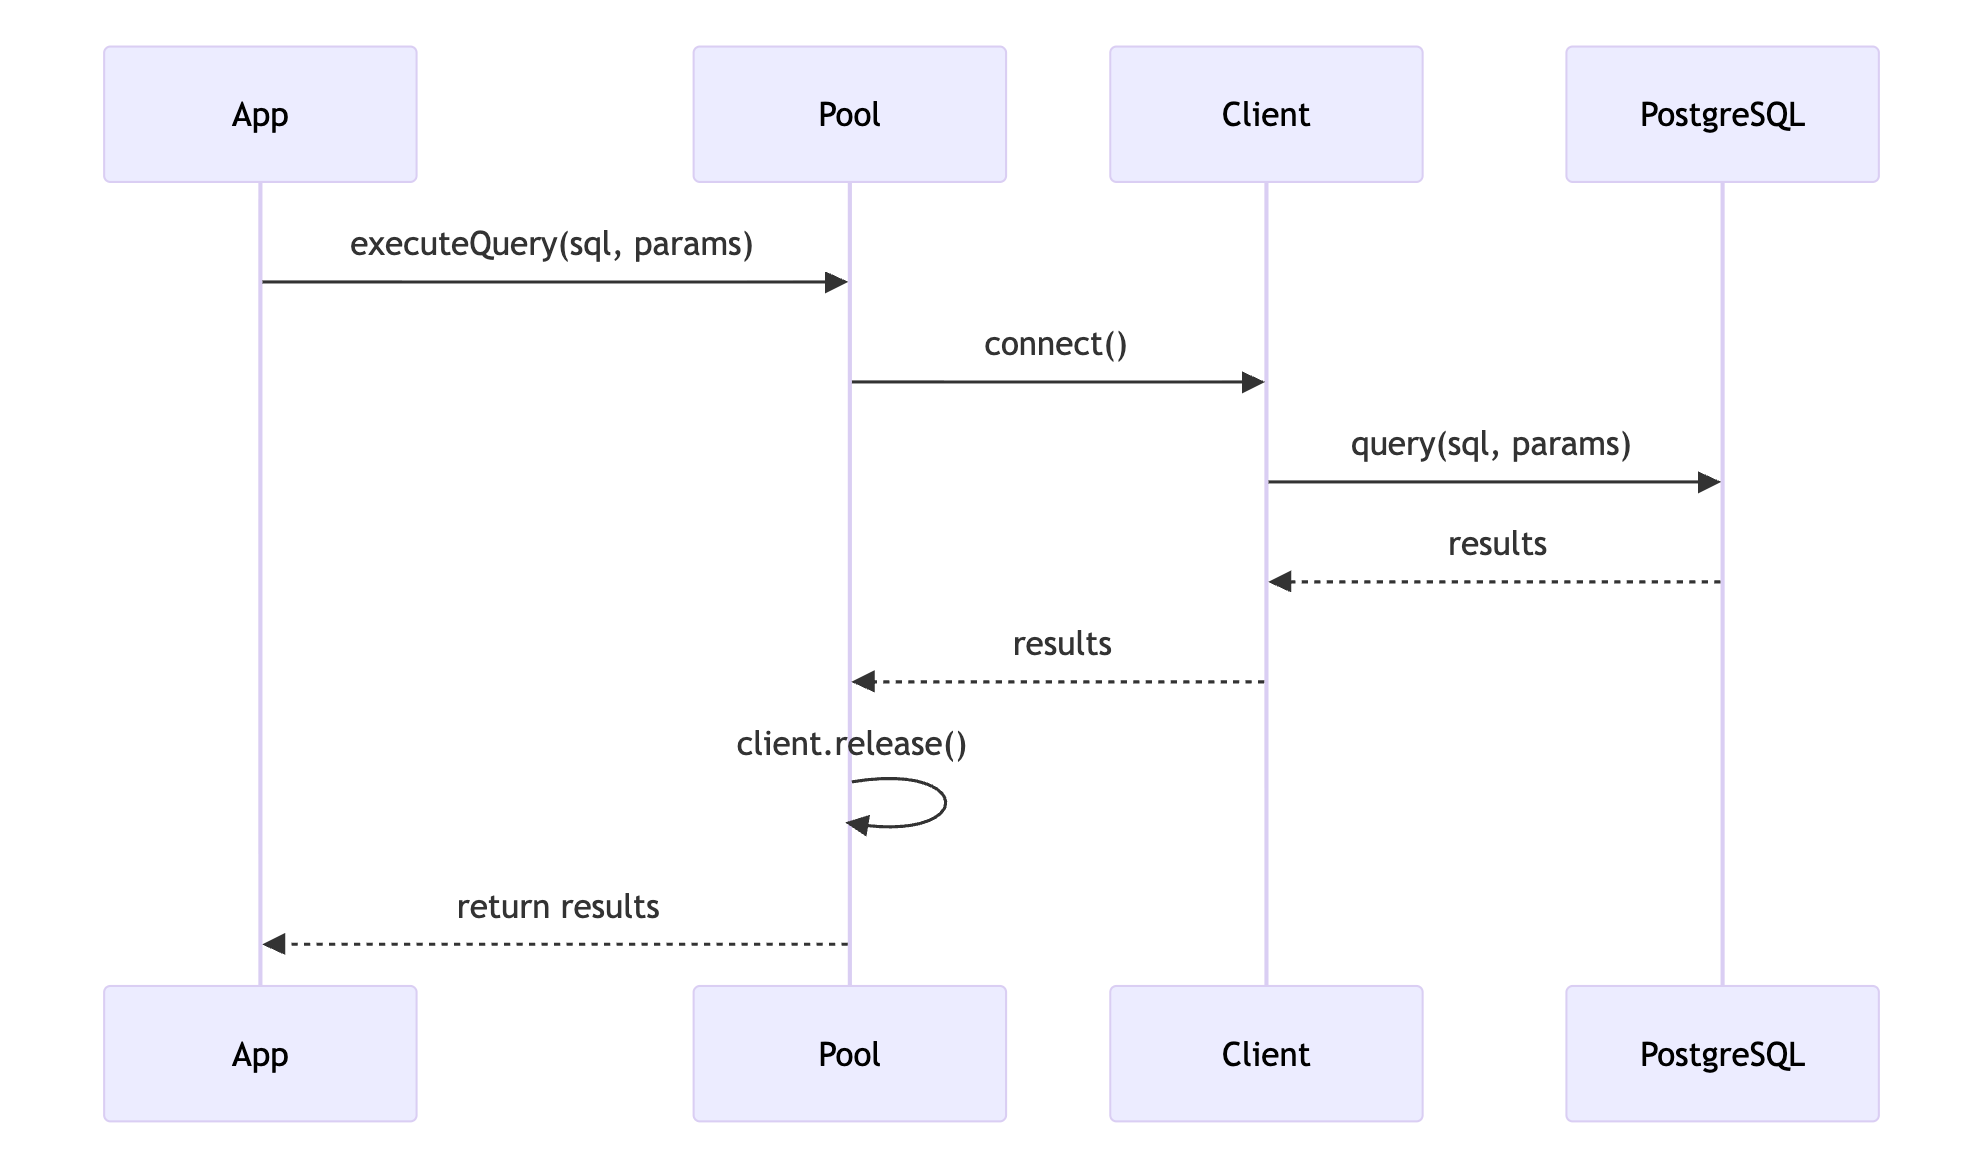 App
Pool
Client
PostgreSQL
executeQuery(sql, params)
connect()
query(sql, params)
results
results
client.release()
return results
App
Pool
Client
PostgreSQL